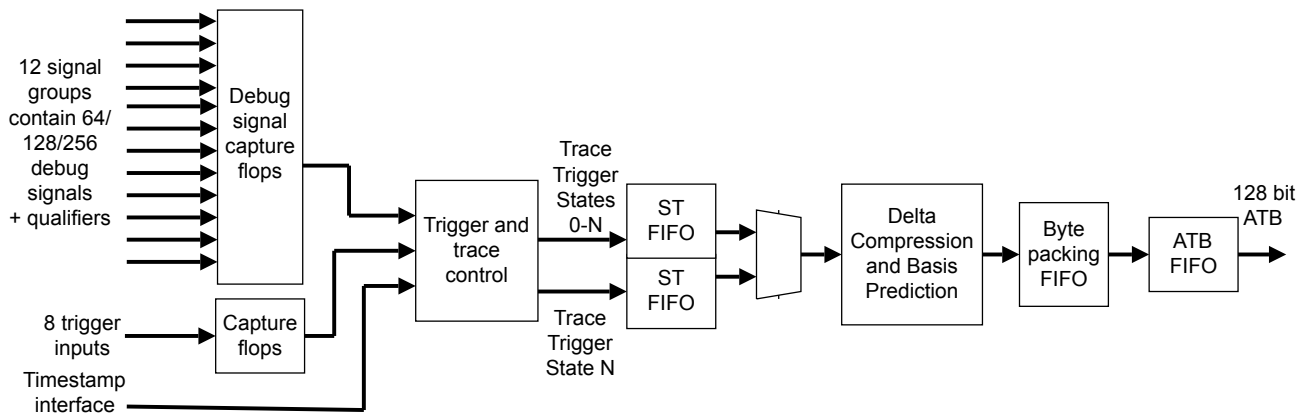 12 signal
groups
contain 64/
128/256
debug
signals
+ qualifiers
Debug
signal
capture
flops
8 trigger
inputs
Capture
flops
Timestamp
interface
Trigger and
trace
control
Trace
Trigger
States
0-N
Trace
Trigger
State N
ST
FIFO
ST
FIFO
Delta
Compression
and Basis
Prediction
Byte
packing
FIFO
ATB
FIFO
128 bit
ATB